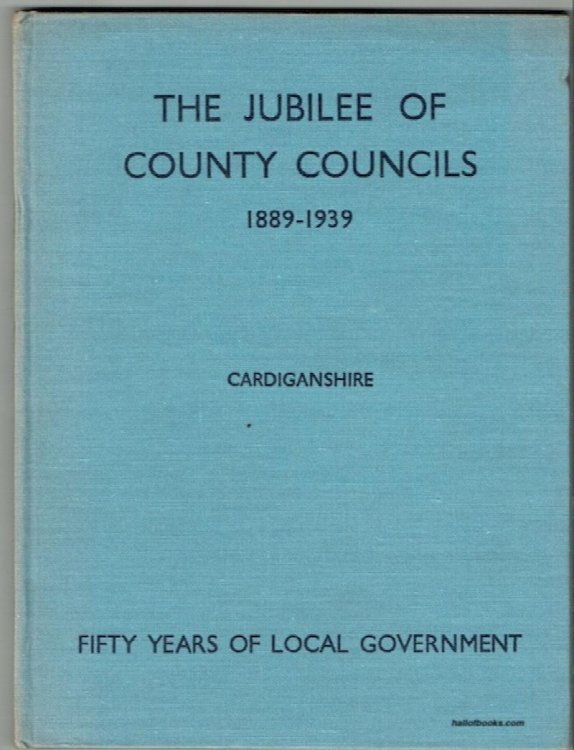 THE JUBILEE OF
COUNTY COUNCILS
1889-1939
CARDIGANSHIRE
FIFTY YEARS OF LOCAL GOVERNMENT
hallofbooks.com